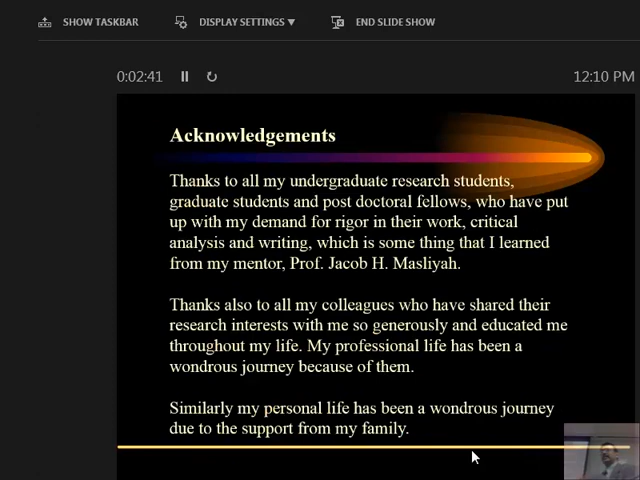 SHOW TASKBAR
DISPLAY SETTINGS ▼
END SLIDE SHOW
0:02:41
12:10 PM
Acknowledgements
Thanks to all my undergraduate research students,
graduate students and post doctoral fellows, who have put
up with my demand for rigor in their work, critical
analysis and writing, which is some thing that I learned
from my mentor, Prof. Jacob H. Masliyah.
Thanks also to all my colleagues who have shared their
research interests with me so generously and educated me
throughout my life. My professional life has been a
wondrous journey because of them.
Similarly my personal life has been a wondrous journey
due to the support from my family.